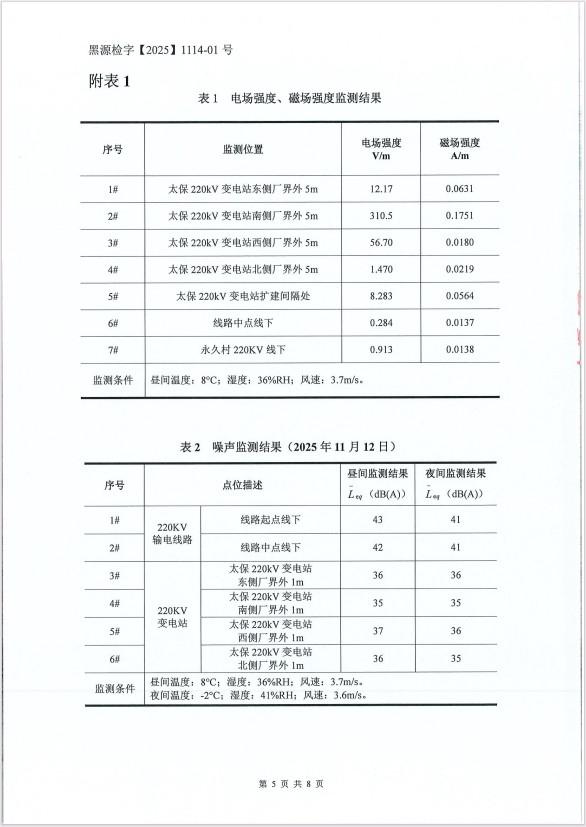 黑源检字【2025】1114-01 号
附表 1
表 1 电场强度、磁场强度监测结果
序号 监测位置 电场强度 V/m 磁场强度 A/m
1# 太保 220kV 变电站东侧厂界外 5m 12.17 0.0631
2# 太保 220kV 变电站南侧厂界外 5m 310.5 0.1751
3# 太保 220kV 变电站西侧厂界外 5m 56.70 0.0180
4# 太保 220kV 变电站北侧厂界外 5m 1.470 0.0219
5# 太保 220kV 变电站扩建间隔处 8.283 0.0564
6# 线路中点线下 0.284 0.0137
7# 永久村 220KV 线下 0.913 0.0138
监测条件 昼间温度：8°C；湿度：36%RH；风速：3.7m/s。
表 2 噪声监测结果（2025 年 11 月 12 日）
序号 点位描述 昼间监测结果 L̄eq（dB(A)） 夜间监测结果 L̄eq（dB(A)）
1# 220KV 输电线路 线路起点线下 43 41
2# 线路中点线下 42 41
3# 220KV 变电站 太保 220kV 变电站 东侧厂界外 1m 36 36
4# 太保 220kV 变电站 南侧厂界外 1m 35 35
5# 太保 220kV 变电站 西侧厂界外 1m 37 36
6# 太保 220kV 变电站 北侧厂界外 1m 36 35
监测条件 昼间温度：8°C；湿度：36%RH；风速：3.7m/s。
夜间温度：-2°C；湿度：41%RH；风速：3.6m/s。
第 5 页 共 8 页